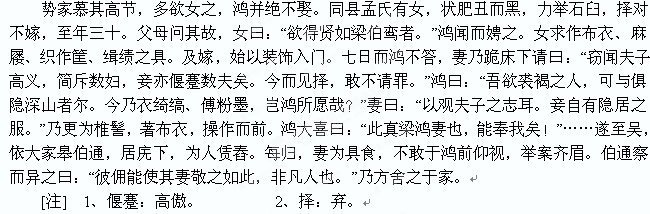 势家慕其高节，多欲女之，鸿并绝不娶。同县孟氏有女，状肥丑而黑，力举石臼，择对
不嫁，至年三十。父母问其故，女曰：“欲得贤如梁伯鸾者。”鸿闻而娉之。女求作布衣、麻
屦、织作筐、缉绩之具。及嫁，始以装饰入门。七日而鸿不答，妻乃跪床下请曰：“窃闻夫子
高义，简斥数妇，妾亦偃蹇数夫矣。今而见择，敢不请罪。”鸿曰：“吾欲裘褐之人，可与俱
隐深山者尔。今乃衣绮缟、傅粉墨，岂鸿所愿哉？”妻曰：“以观夫子之志耳。妾自有隐居之
服。”乃更为椎髻，著布衣，操作而前。鸿大喜曰：“此真梁鸿妻也，能奉我矣！”……遂至吴，
依大家皋伯通，居庑下，为人赁舂。每归，妻为具食，不敢于鸿前仰视，举案齐眉。伯通察
而异之曰：“彼佣能使其妻敬之如此，非凡人也。”乃方舍之于家。
[注] 1、偃蹇：高傲。 2、择：弃。